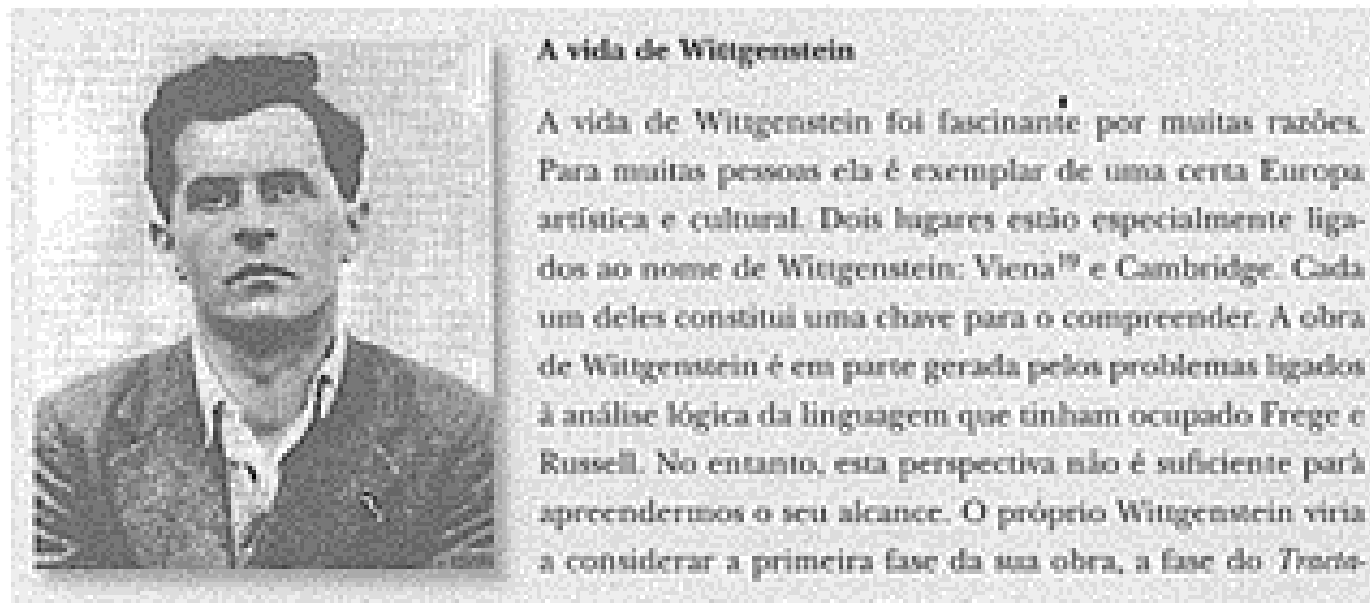 A vida de Wittgenstein
A vida de Wittgenstein foi fascinante por muitas razões.
Para muitas pessoas ela é exemplar de uma certa Europa
artística e cultural. Dois lugares estão especialmente liga-
dos ao nome de Wittgenstein: Viena¹⁹ e Cambridge. Cada
um deles constitui uma chave para o compreender. A obra
de Wittgenstein é em parte gerada pelos problemas ligados
à análise lógica da linguagem que tinham ocupado Frege e
Russell. No entanto, esta perspectiva não é suficiente para
apreendermos o seu alcance. O próprio Wittgenstein viria
a considerar a primeira fase da sua obra, a fase do Tracta-